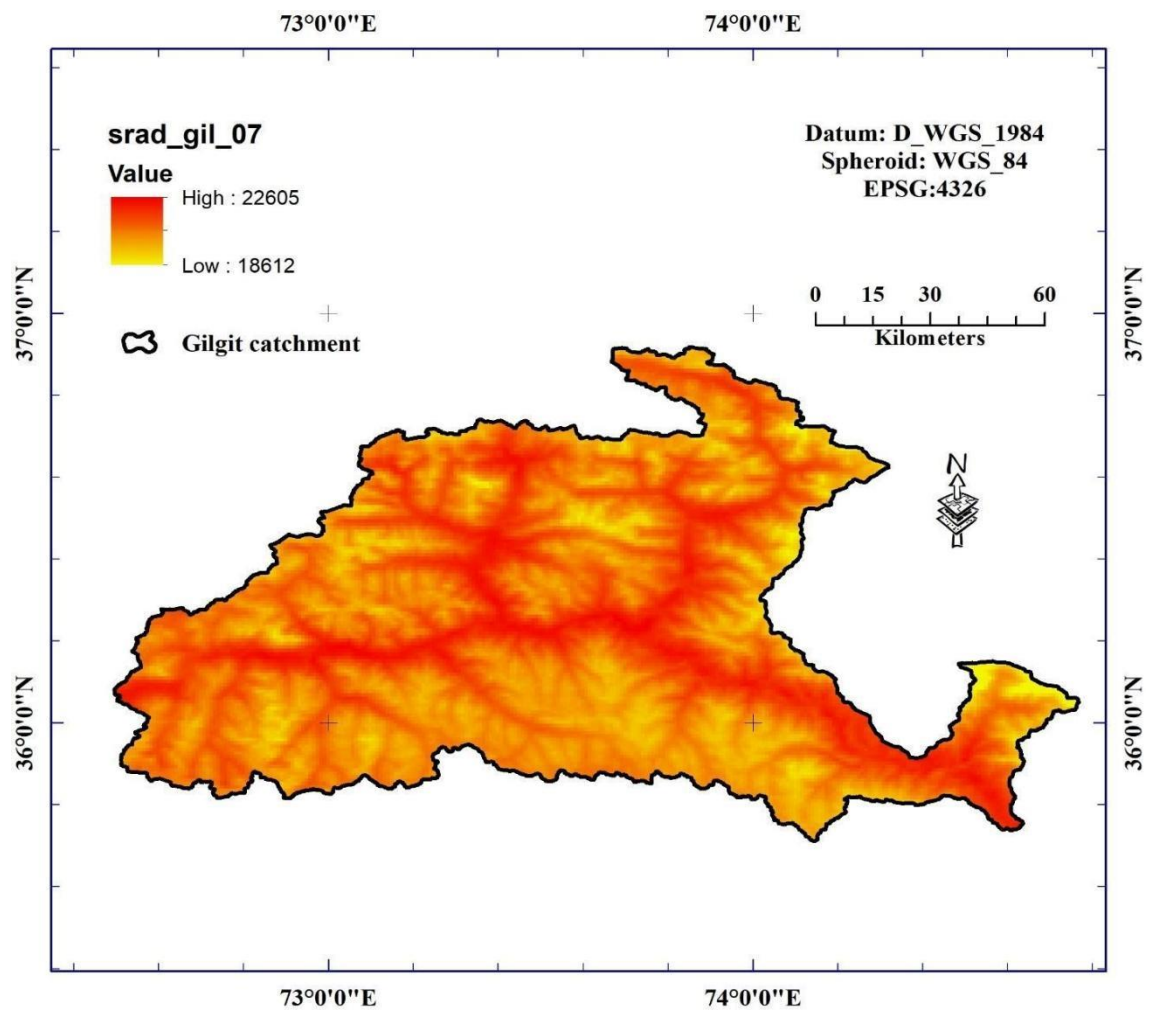 73°0'0"E 74°0'0"E
srad_gil_07
Value
High : 22605
Low : 18612
Gilgit catchment
Datum: D_WGS_1984
Spheroid: WGS_84
EPSG:4326
0 15 30 60
Kilometers
37°0'0"N
37°0'0"N
N
36°0'0"N
36°0'0"N
73°0'0"E 74°0'0"E